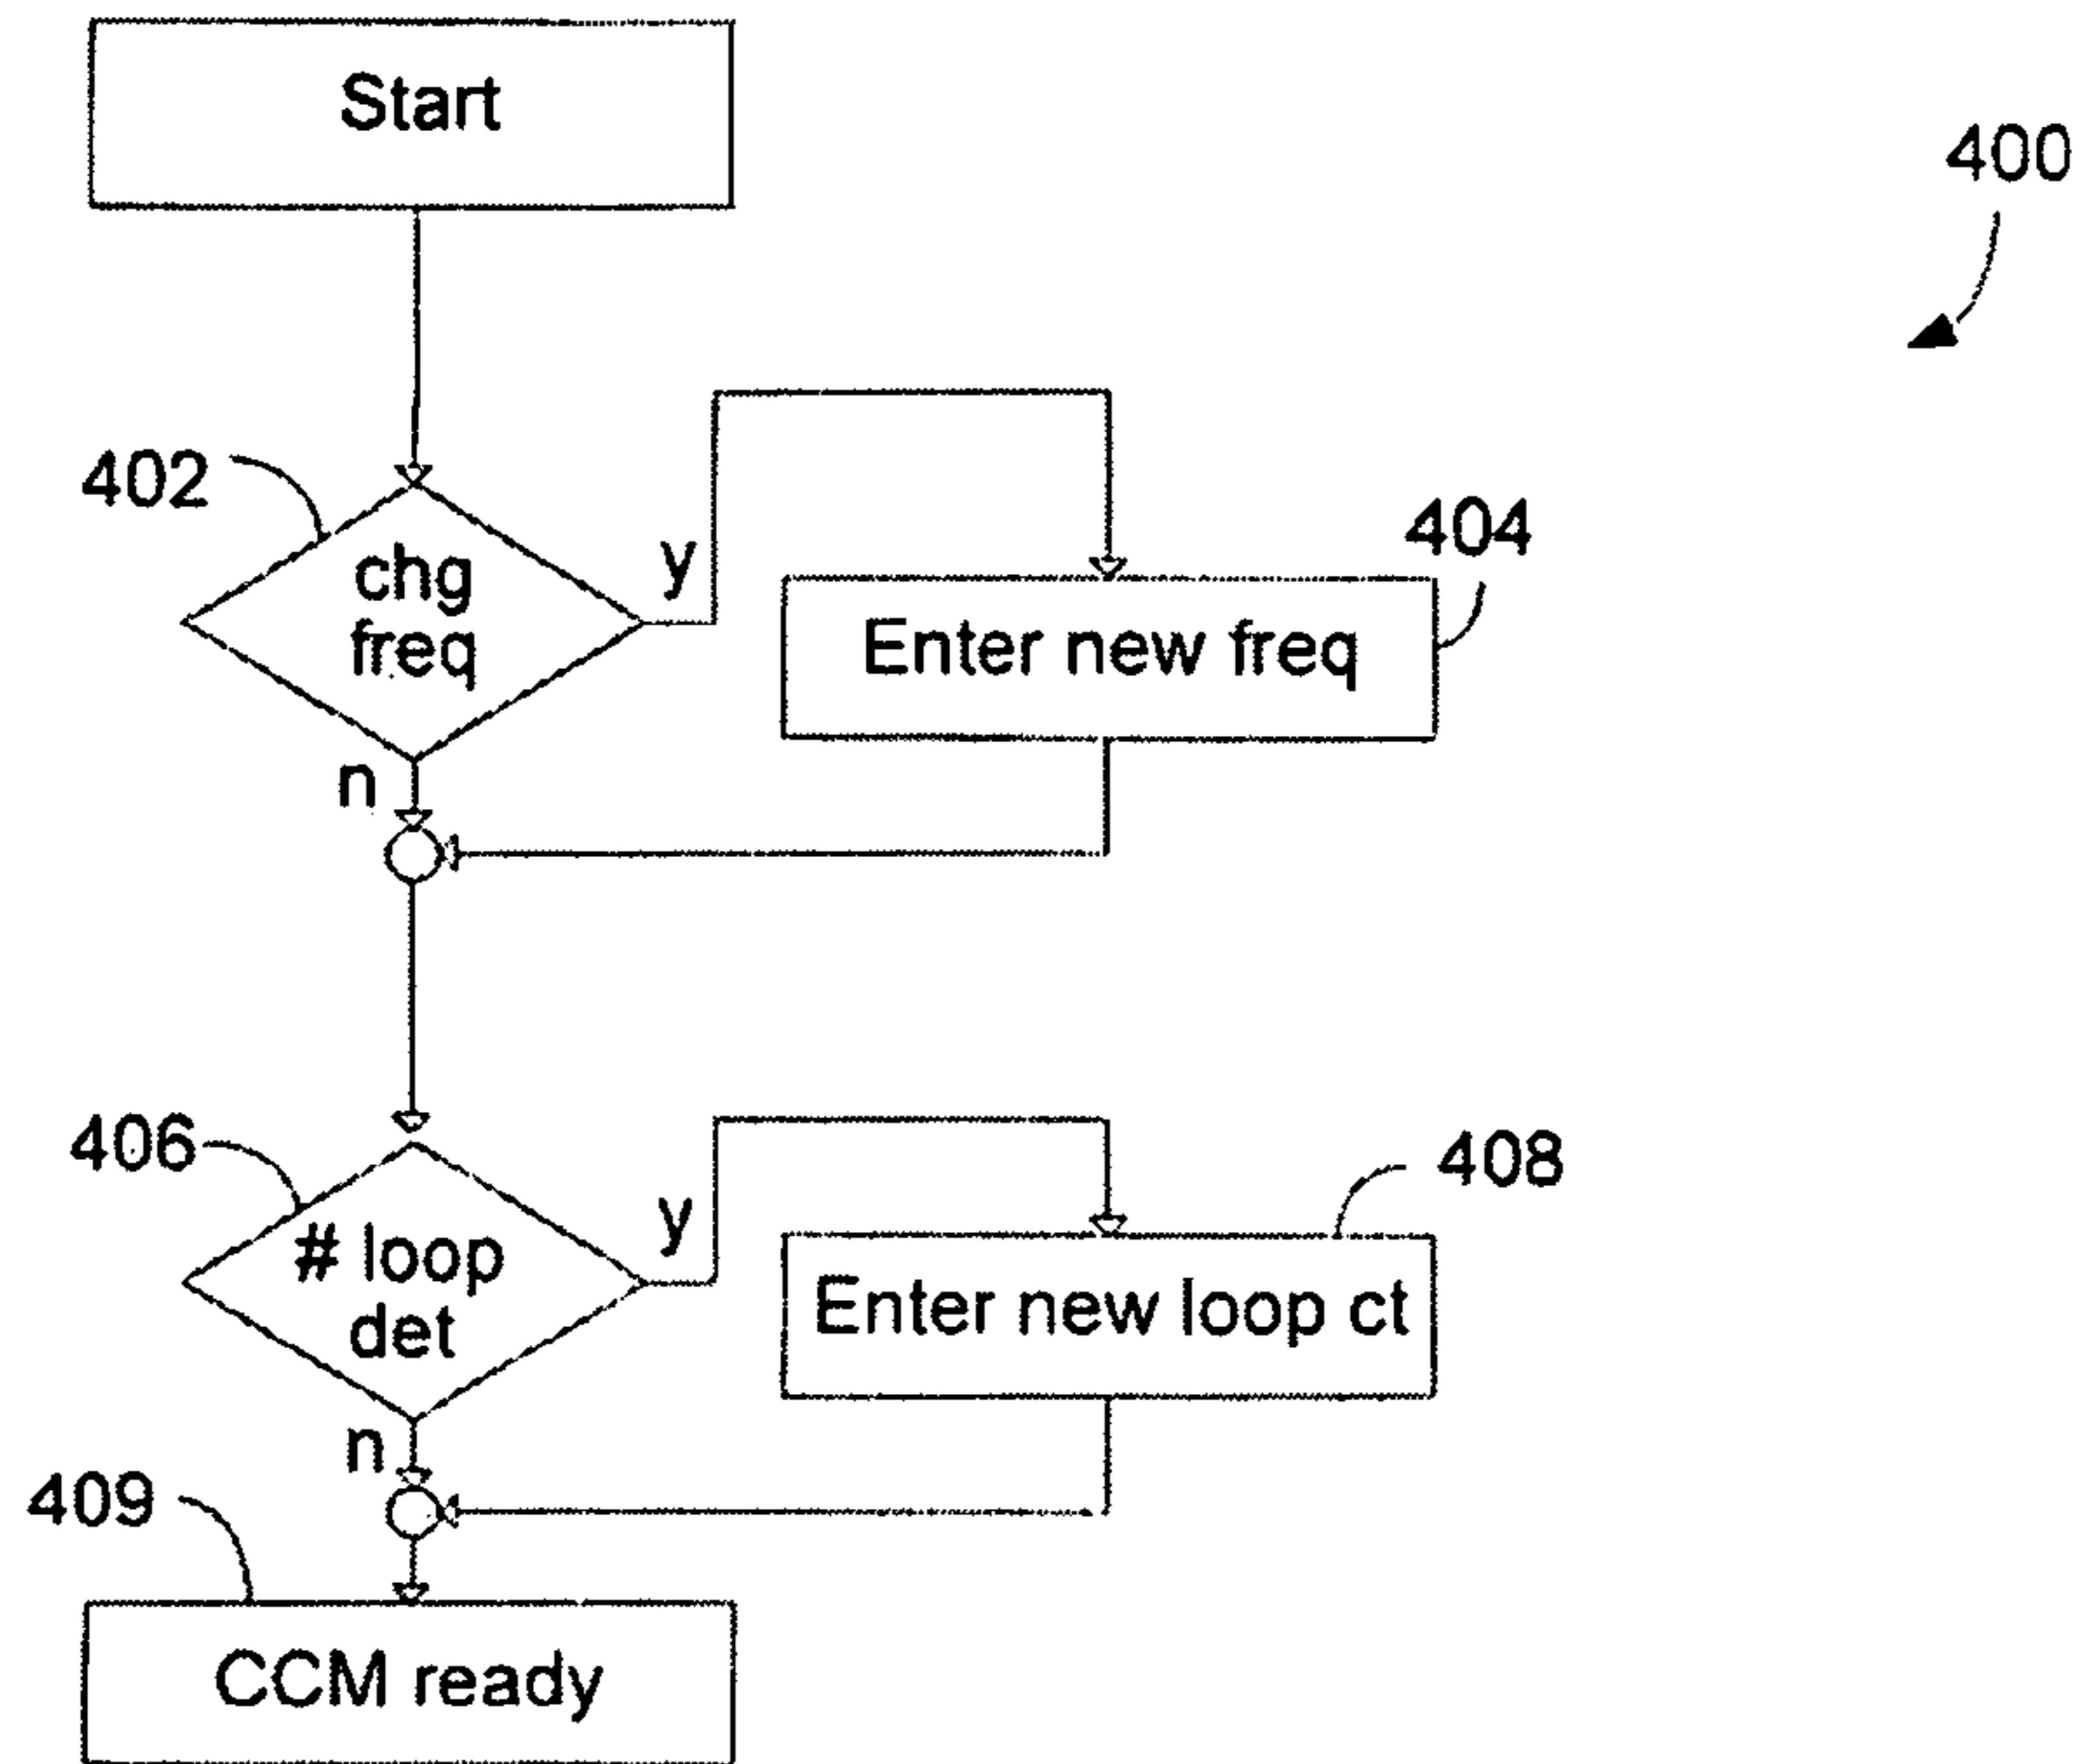 Start
400
402
chg
freq
y
404
Enter new freq
n
406
# loop
det
y
408
Enter new loop ct
n
409
CCM ready